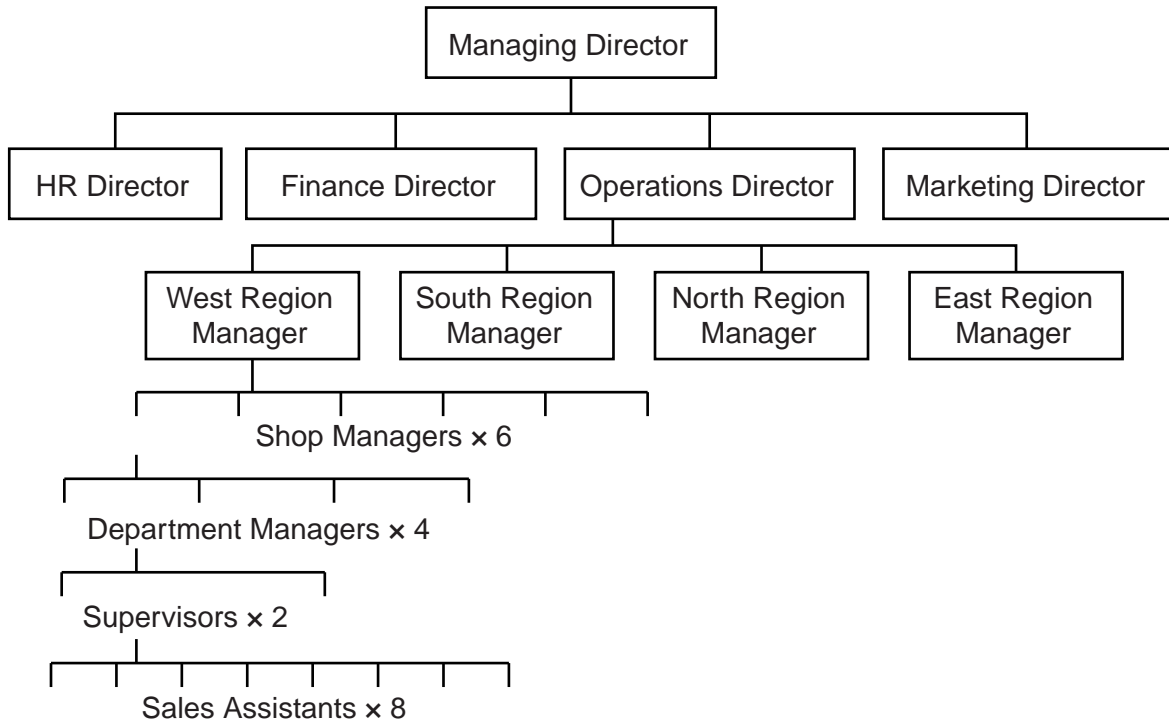 Managing Director
HR Director
Finance Director
Operations Director
Marketing Director
West Region
Manager
South Region
Manager
North Region
Manager
East Region
Manager
Shop Managers × 6
Department Managers × 4
Supervisors × 2
Sales Assistants × 8